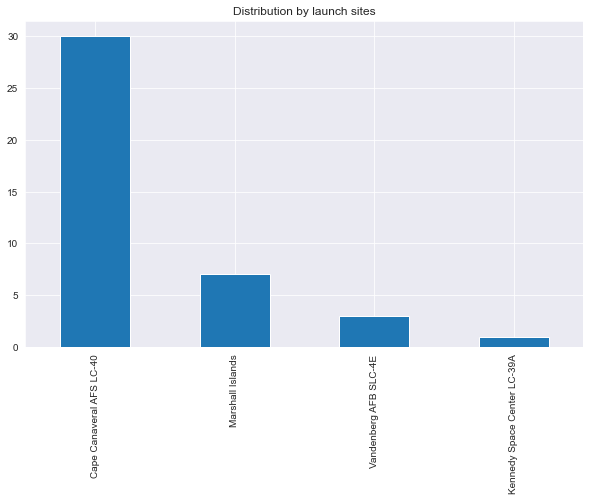 Distribution by launch sites
30
25
20
15
10
5
0
Cape Canaveral AFS LC-40
Marshall Islands
Vandenberg AFB SLC-4E
Kennedy Space Center LC-39A